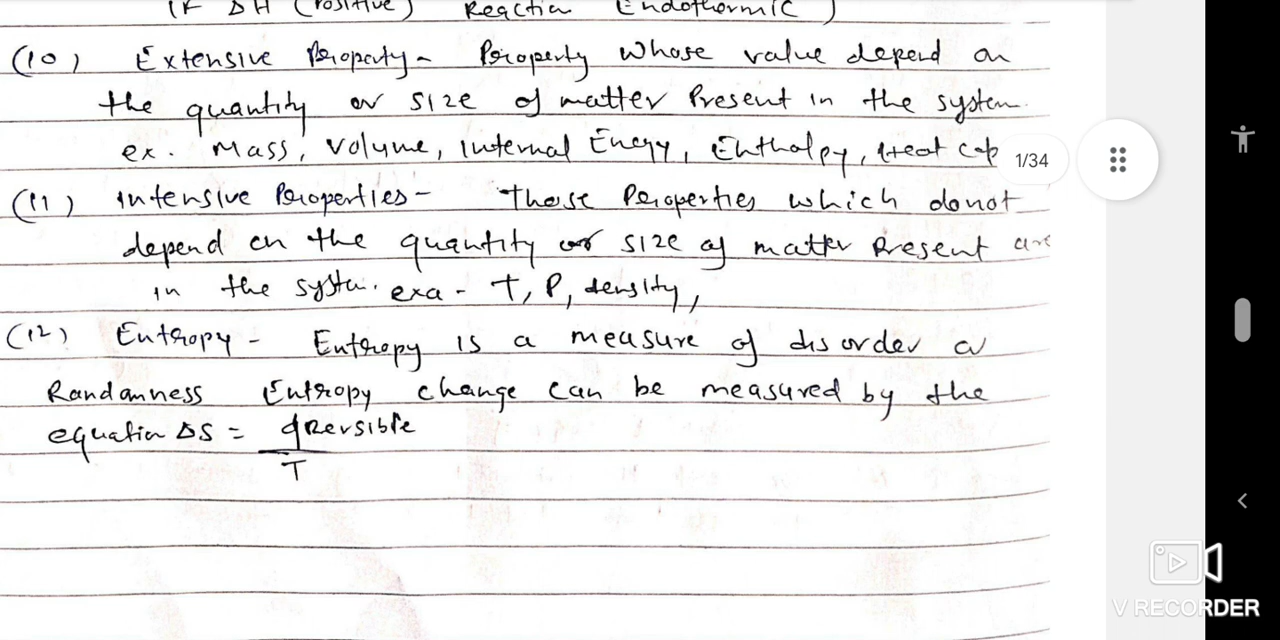 If ΔH (Positive) Reaction Endothermic)
(10) Extensive Property- Property whose value depend on
the quantity or size of matter Present in the system.
ex. Mass, Volume, Internal Energy, Enthalpy, Heat cap
1/34
(11) intensive Properties- Those Properties which donot
depend on the quantity or size of matter Present are
in the system. exa - T, P, density,
(12) Entropy - Entropy is a measure of disorder or
Randomness Entropy change can be measured by the
equation ΔS = qReversible
T
V RECORDER